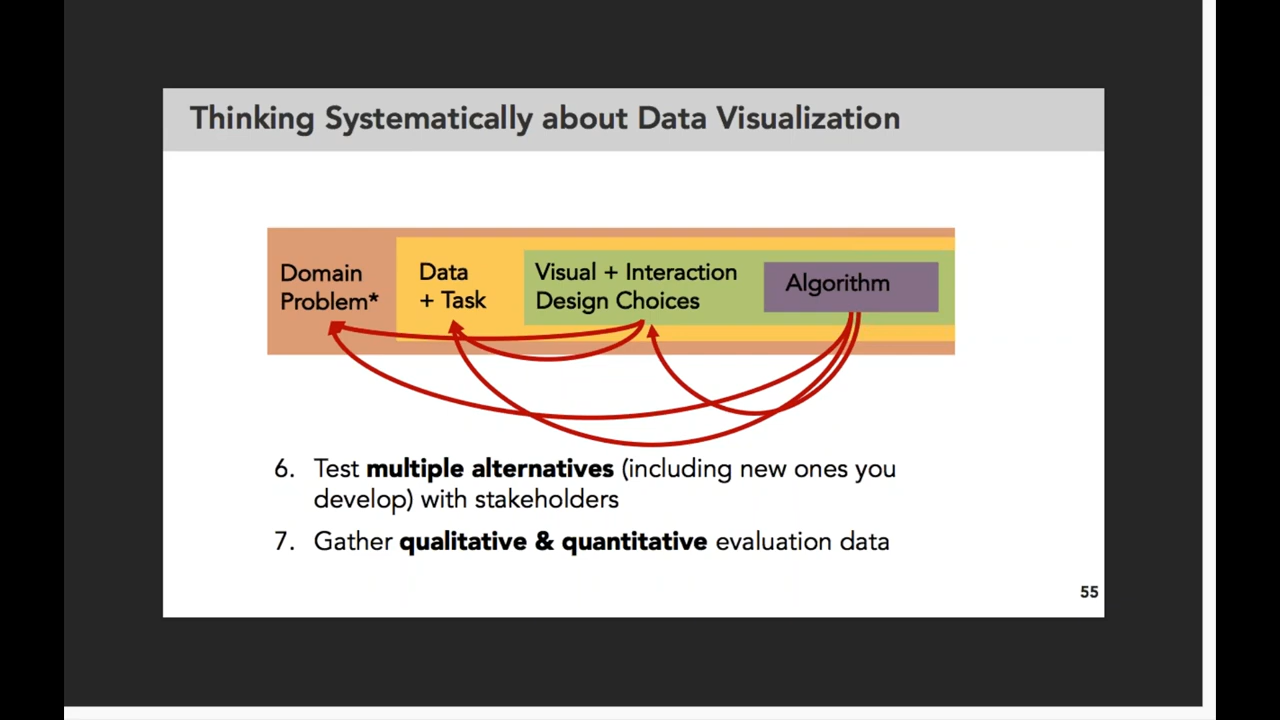 Thinking Systematically about Data Visualization
Domain
Problem*
Data
+ Task
Visual + Interaction
Design Choices
Algorithm
6. Test multiple alternatives (including new ones you
develop) with stakeholders
7. Gather qualitative & quantitative evaluation data
55